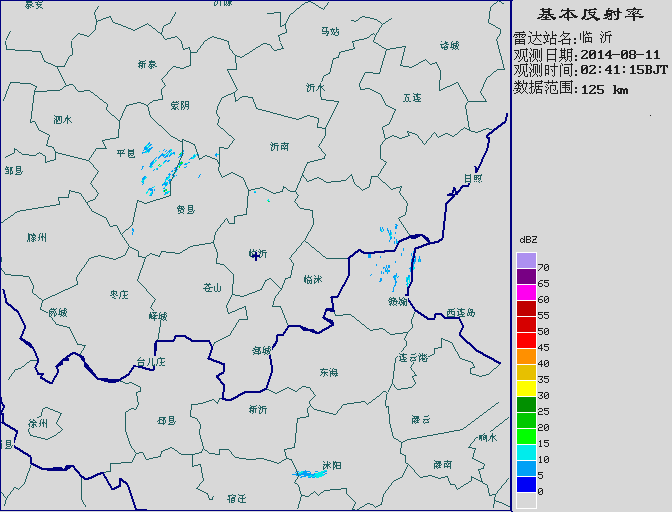 泰安
沂源
马站
诸城
新泰
沂水
五莲
蒙阴
泗水
平邑
沂南
邹县
日照
费县
滕州
临沂
苍山
临沭
枣庄
赣榆
西连岛
峄城
郯城
台儿庄
连云港
东海
徐州
邳县
新沂
灌云
响水
沭阳
灌南
宿迁
基本反射率
雷达站名:临 沂
观测日期:2014-08-11
观测时间:02:41:15BJT
数据范围:125 km
dBZ
70
65
60
55
50
45
40
35
30
25
20
15
10
5
0